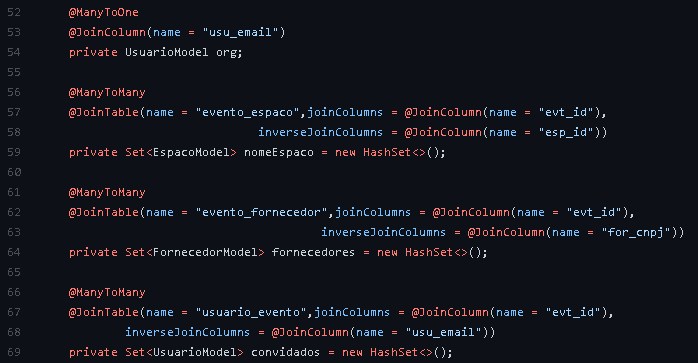 52 @ManyToOne
53 @JoinColumn(name = "usu_email")
54 private UsuarioModel org;
55
56 @ManyToMany
57 @JoinTable(name = "evento_espaco",joinColumns = @JoinColumn(name = "evt_id"),
58 inverseJoinColumns = @JoinColumn(name = "esp_id"))
59 private Set<EspacoModel> nomeEspaco = new HashSet<>();
60
61 @ManyToMany
62 @JoinTable(name = "evento_fornecedor",joinColumns = @JoinColumn(name = "evt_id"),
63 inverseJoinColumns = @JoinColumn(name = "for_cnpj"))
64 private Set<FornecedorModel> fornecedores = new HashSet<>();
65
66 @ManyToMany
67 @JoinTable(name = "usuario_evento",joinColumns = @JoinColumn(name = "evt_id"),
68 inverseJoinColumns = @JoinColumn(name = "usu_email"))
69 private Set<UsuarioModel> convidados = new HashSet<>();